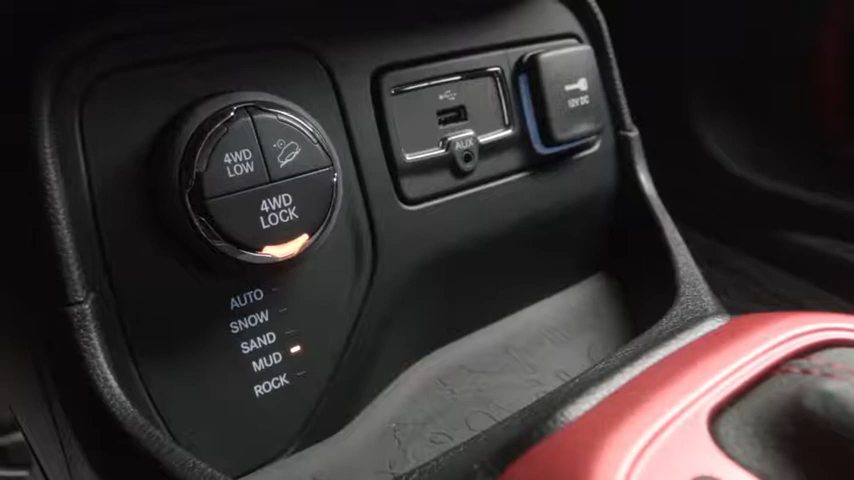 4WD
LOW
4WD
LOCK
AUX
12V DC
AUTO
SNOW
SAND
MUD
ROCK